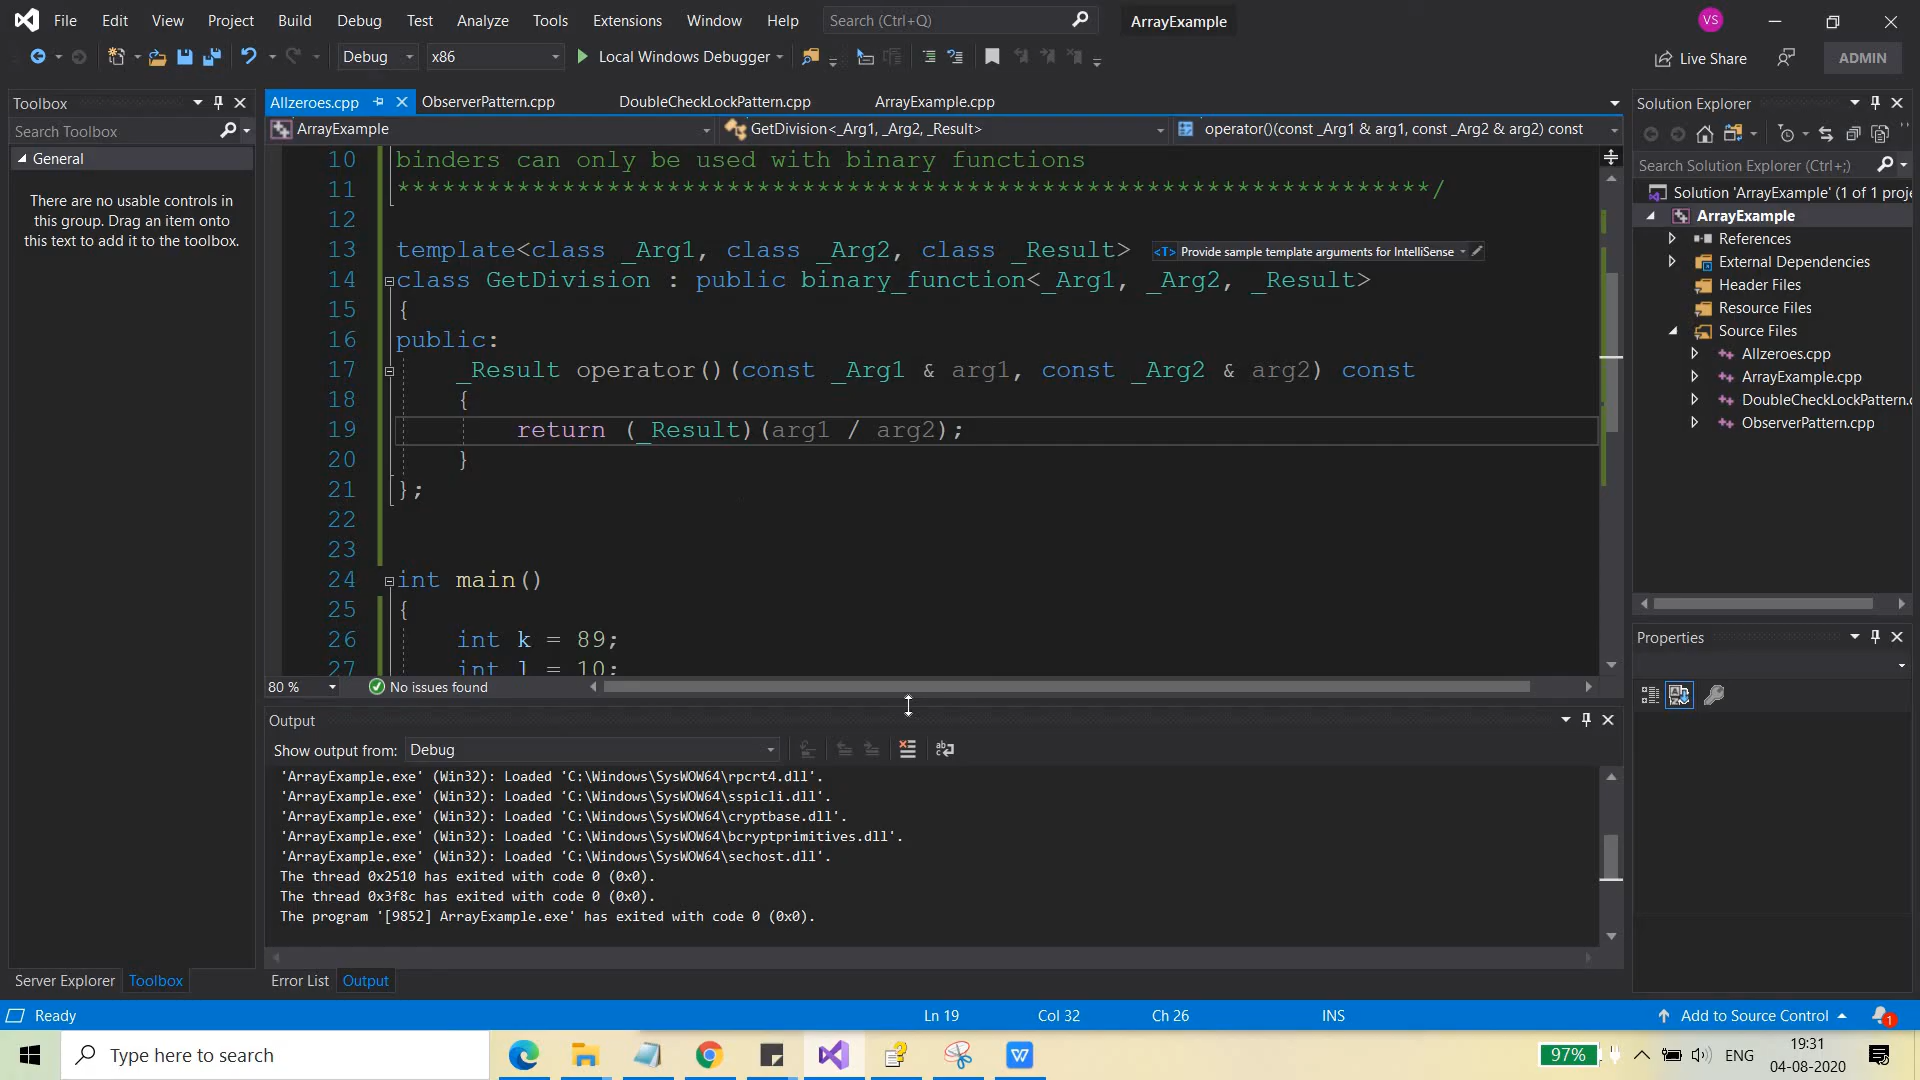 File Edit View Project Build Debug Test Analyze Tools Extensions Window Help Search (Ctrl+Q) ArrayExample VS
Debug x86 Local Windows Debugger Live Share ADMIN
Toolbox
Search Toolbox
General
There are no usable controls in
this group. Drag an item onto
this text to add it to the toolbox.
Server Explorer Toolbox
Allzeroes.cpp ObserverPattern.cpp DoubleCheckLockPattern.cpp ArrayExample.cpp
ArrayExample GetDivision<_Arg1, _Arg2, _Result> operator()(const _Arg1 & arg1, const _Arg2 & arg2) const
10 binders can only be used with binary functions
11 *********************************************************************/
12
13 template<class _Arg1, class _Arg2, class _Result> <T> Provide sample template arguments for IntelliSense
14 class GetDivision : public binary_function<_Arg1, _Arg2, _Result>
15 {
16 public:
17 _Result operator()(const _Arg1 & arg1, const _Arg2 & arg2) const
18 {
19 return (_Result)(arg1 / arg2);
20 }
21 };
22
23
24 int main()
25 {
26 int k = 89;
27 int l = 10;
80 % No issues found
Output
Show output from: Debug
'ArrayExample.exe' (Win32): Loaded 'C:\Windows\SysWOW64\rpcrt4.dll'.
'ArrayExample.exe' (Win32): Loaded 'C:\Windows\SysWOW64\sspicli.dll'.
'ArrayExample.exe' (Win32): Loaded 'C:\Windows\SysWOW64\cryptbase.dll'.
'ArrayExample.exe' (Win32): Loaded 'C:\Windows\SysWOW64\bcryptprimitives.dll'.
'ArrayExample.exe' (Win32): Loaded 'C:\Windows\SysWOW64\sechost.dll'.
The thread 0x2510 has exited with code 0 (0x0).
The thread 0x3f8c has exited with code 0 (0x0).
The program '[9852] ArrayExample.exe' has exited with code 0 (0x0).
Error List Output
Solution Explorer
Search Solution Explorer (Ctrl+;)
Solution 'ArrayExample' (1 of 1 proje
ArrayExample
References
External Dependencies
Header Files
Resource Files
Source Files
Allzeroes.cpp
ArrayExample.cpp
DoubleCheckLockPattern.c
ObserverPattern.cpp
Properties
Ready Ln 19 Col 32 Ch 26 INS Add to Source Control 1
Type here to search 97% ENG 19:31
04-08-2020